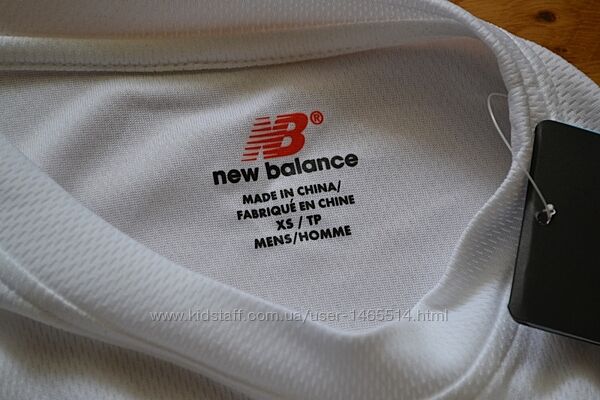 NB®
new balance
MADE IN CHINA/
FABRIQUÉ EN CHINE
XS / TP
MENS/HOMME
www.kidstaff.com.ua/user-1465514.html